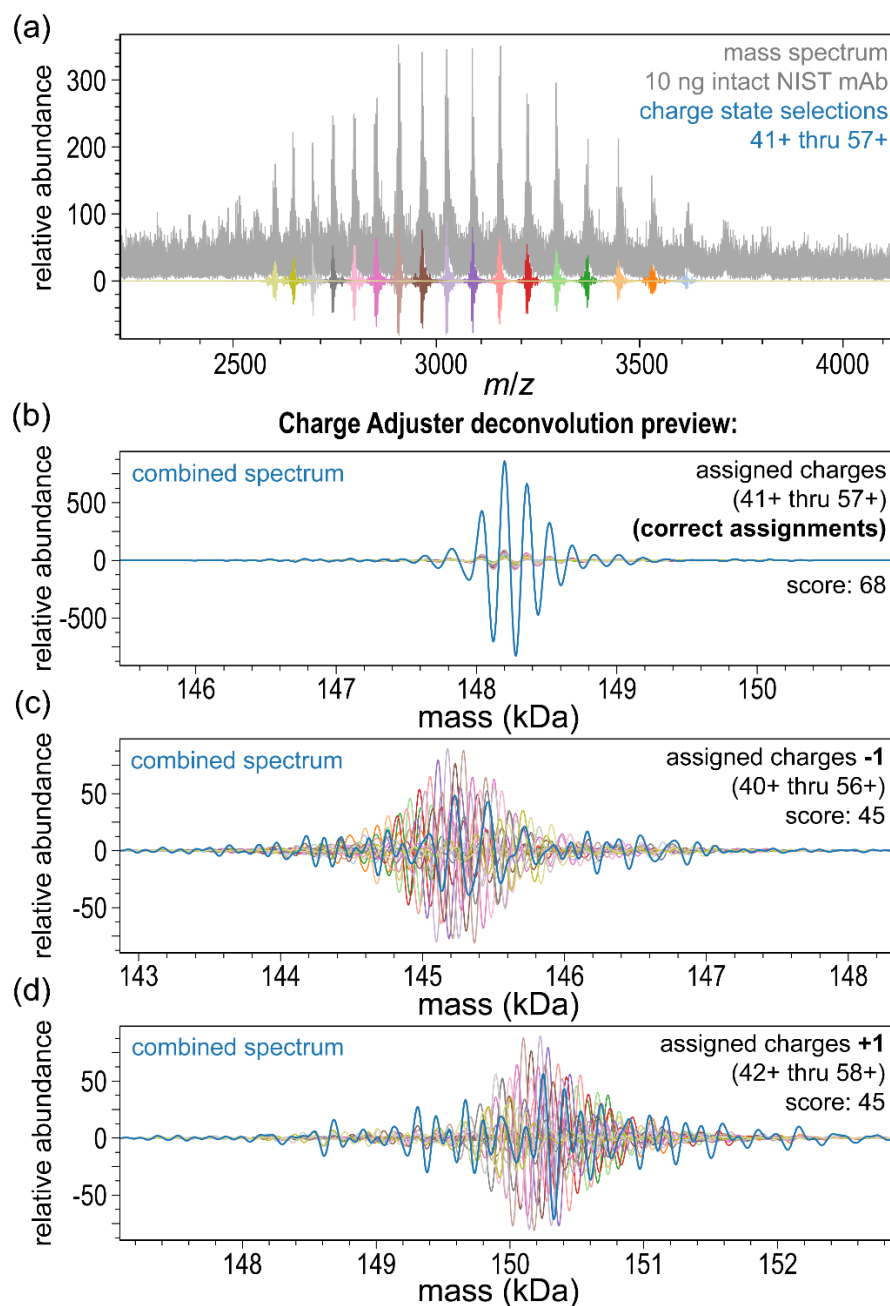 (a)
mass spectrum
10 ng intact NIST mAb
charge state selections
41+ thru 57+
relative abundance
300
200
100
0
2500
3000
3500
4000
m/z
(b)
Charge Adjuster deconvolution preview:
combined spectrum
assigned charges
(41+ thru 57+)
(correct assignments)
score: 68
relative abundance
500
0
-500
146
147
148
149
150
mass (kDa)
(c)
combined spectrum
assigned charges -1
(40+ thru 56+)
score: 45
relative abundance
50
0
-50
143
144
145
146
147
148
mass (kDa)
(d)
combined spectrum
assigned charges +1
(42+ thru 58+)
score: 45
relative abundance
50
0
-50
148
149
150
151
152
mass (kDa)